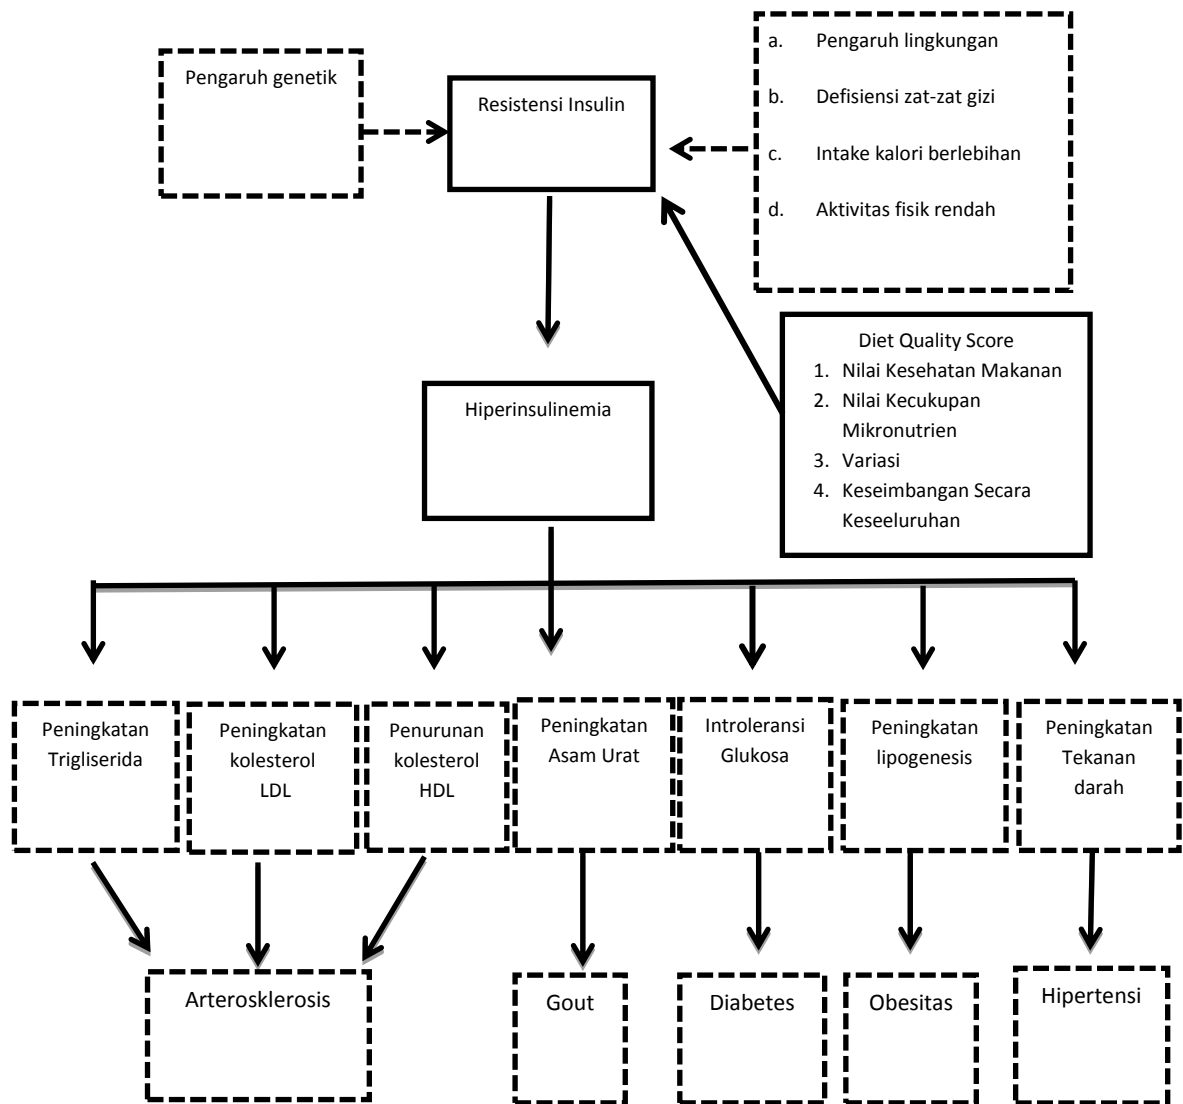 Pengaruh genetik
Resistensi Insulin
a. Pengaruh lingkungan
b. Defisiensi zat-zat gizi
c. Intake kalori berlebihan
d. Aktivitas fisik rendah
Diet Quality Score
1. Nilai Kesehatan Makanan
2. Nilai Kecukupan
Mikronutrien
3. Variasi
4. Keseimbangan Secara
Keseeluruhan
Hiperinsulinemia
Peningkatan
Trigliserida
Peningkatan
kolesterol
LDL
Penurunan
kolesterol
HDL
Peningkatan
Asam Urat
Introleransi
Glukosa
Peningkatan
lipogenesis
Peningkatan
Tekanan
darah
Arterosklerosis
Gout
Diabetes
Obesitas
Hipertensi